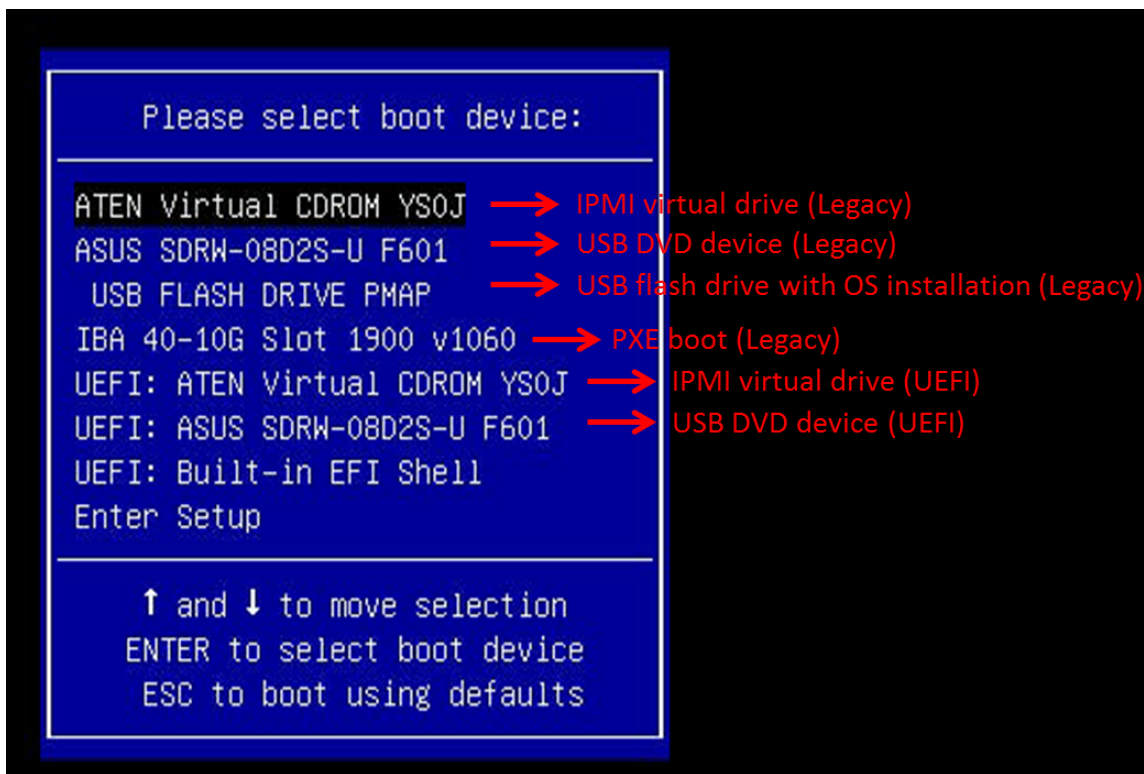 Please select boot device:
ATEN Virtual CDROM YS0J → IPMI virtual drive (Legacy)
ASUS SDRW-08D2S-U F601 → USB DVD device (Legacy)
USB FLASH DRIVE PMAP → USB flash drive with OS installation (Legacy)
IBA 40-10G Slot 1900 v1060 → PXE boot (Legacy)
UEFI: ATEN Virtual CDROM YS0J → IPMI virtual drive (UEFI)
UEFI: ASUS SDRW-08D2S-U F601 → USB DVD device (UEFI)
UEFI: Built-in EFI Shell
Enter Setup
↑ and ↓ to move selection
ENTER to select boot device
ESC to boot using defaults